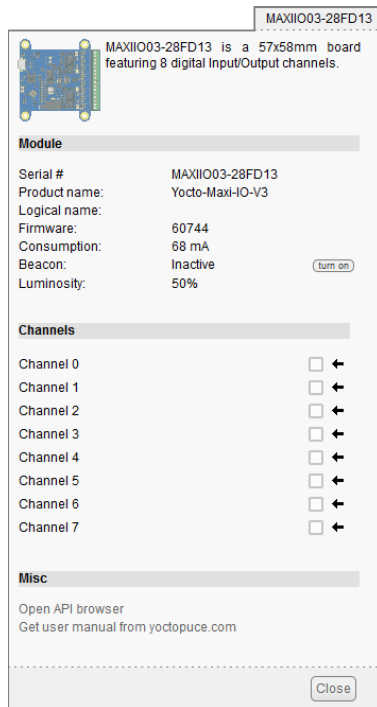 MAXIIO03-28FD13
MAXIIO03-28FD13 is a 57x58mm board
featuring 8 digital Input/Output channels.
Module
Serial # MAXIIO03-28FD13
Product name: Yocto-Maxi-IO-V3
Logical name:
Firmware: 60744
Consumption: 68 mA
Beacon: Inactive turn on
Luminosity: 50%
Channels
Channel 0
Channel 1
Channel 2
Channel 3
Channel 4
Channel 5
Channel 6
Channel 7
Misc
Open API browser
Get user manual from yoctopuce.com
Close